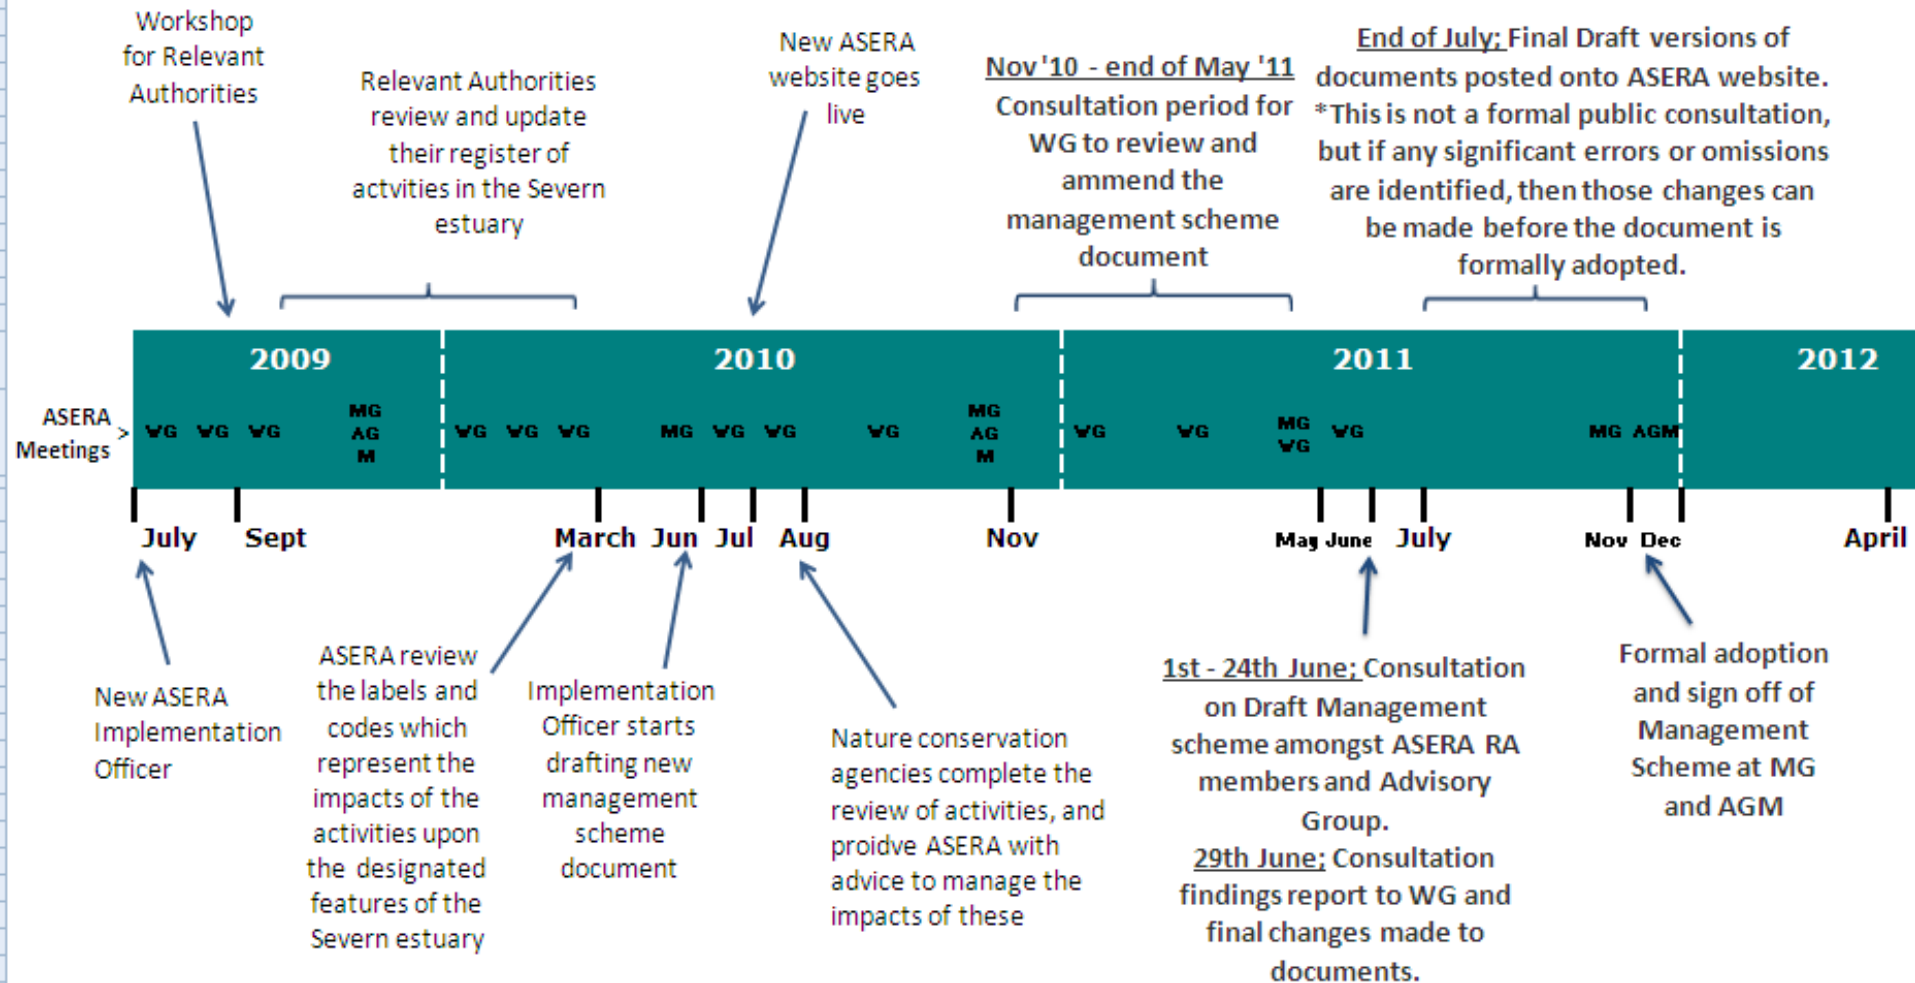 Workshop
for Relevant
Authorities
Relevant Authorities
review and update
their register of
actvities in the Severn
estuary
New ASERA
website goes
live
Nov '10 - end of May '11
Consultation period for
WG to review and
ammend the
management scheme
document
End of July; Final Draft versions of
documents posted onto ASERA website.
*This is not a formal public consultation,
but if any significant errors or omissions
are identified, then those changes can
be made before the document is
formally adopted.
2009
2010
2011
2012
ASERA
Meetings >
WG WG WG
MG
AG
M
WG WG WG
MG WG WG
WG
MG
AG
M
WG
WG
MG
WG
WG
MG AGM
July
Sept
March
Jun
Jul
Aug
Nov
May
June
July
Nov
Dec
April
New ASERA
Implementation
Officer
ASERA review
the labels and
codes which
represent the
impacts of the
activities upon
the designated
features of the
Severn estuary
Implementation
Officer starts
drafting new
management
scheme
document
Nature conservation
agencies complete the
review of activities, and
proidve ASERA with
advice to manage the
impacts of these
1st - 24th June; Consultation
on Draft Management
scheme amongst ASERA RA
members and Advisory
Group.
29th June; Consultation
findings report to WG and
final changes made to
documents.
Formal adoption
and sign off of
Management
Scheme at MG
and AGM